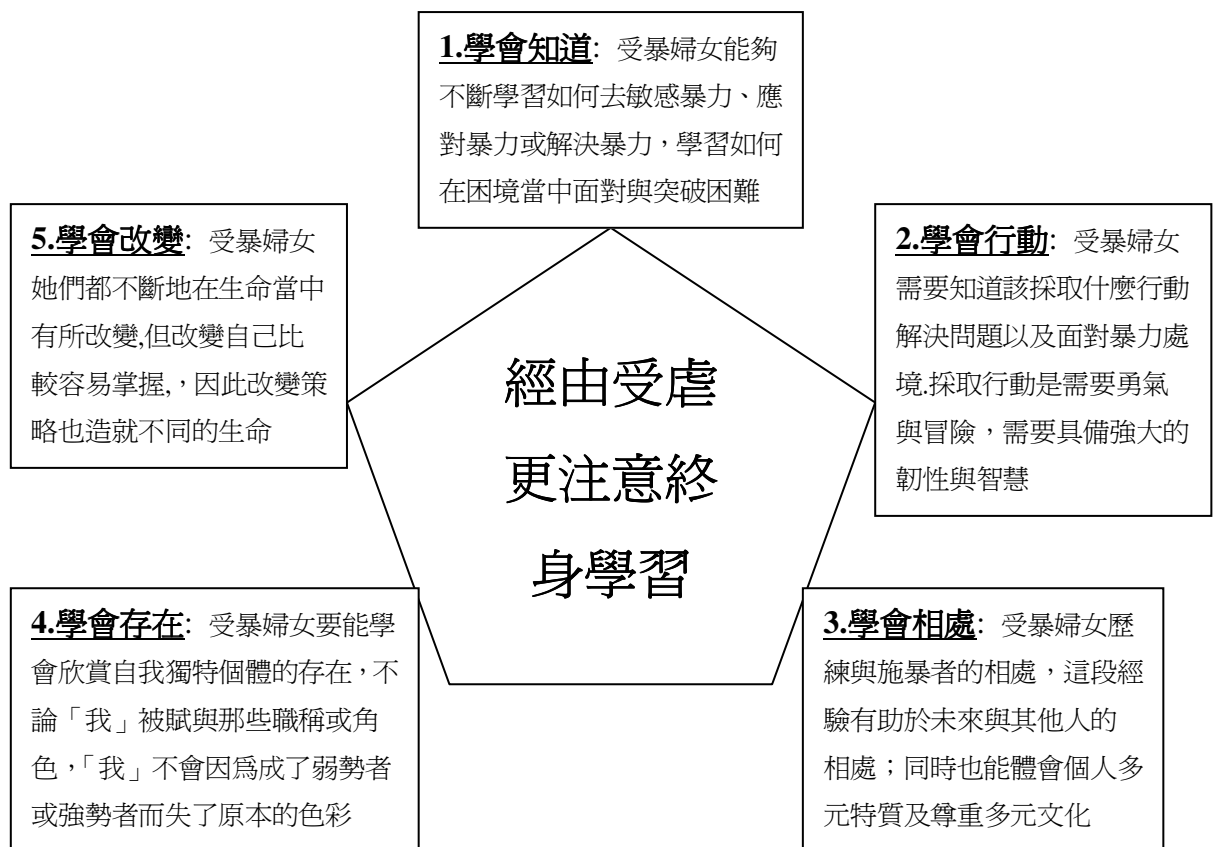 1.學會知道: 受暴婦女能夠
不斷學習如何去敏感暴力、應
對暴力或解決暴力，學習如何
在困境當中面對與突破困難
2.學會行動: 受暴婦女
需要知道該採取什麼行動
解決問題以及面對暴力處
境.採取行動是需要勇氣
與冒險，需要具備強大的
韌性與智慧
3.學會相處: 受暴婦女歷
練與施暴者的相處，這段經
驗有助於未來與其他人的
相處；同時也能體會個人多
元特質及尊重多元文化
4.學會存在: 受暴婦女要能學
會欣賞自我獨特個體的存在，不
論「我」被賦與那些職稱或角
色，「我」不會因爲成了弱勢者
或強勢者而失了原本的色彩
5.學會改變: 受暴婦女
她們都不斷地在生命當中
有所改變,但改變自己比
較容易掌握,，因此改變策
略也造就不同的生命
經由受虐
更注意終
身學習